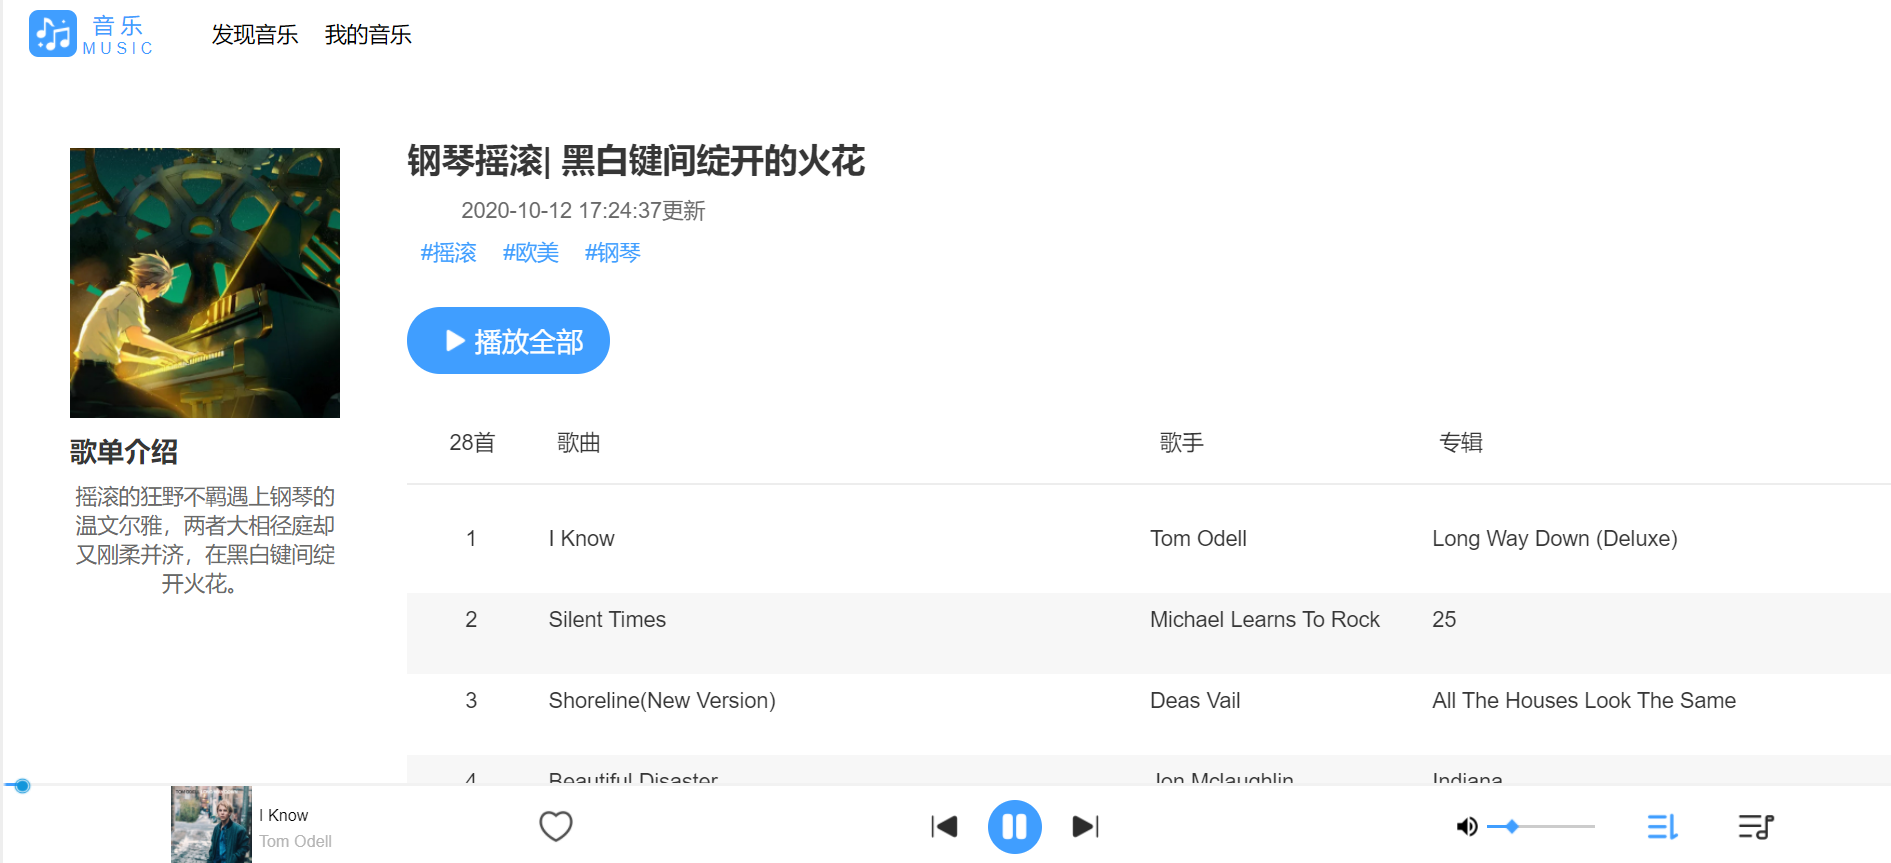 音乐
MUSIC
发现音乐 我的音乐
钢琴摇滚| 黑白键间绽开的火花
2020-10-12 17:24:37更新
#摇滚 #欧美 #钢琴
播放全部
歌单介绍
摇滚的狂野不羁遇上钢琴的
温文尔雅，两者大相径庭却
又刚柔并济，在黑白键间绽
开火花。
28首 歌曲 歌手 专辑
1 I Know Tom Odell Long Way Down (Deluxe)
2 Silent Times Michael Learns To Rock 25
3 Shoreline(New Version) Deas Vail All The Houses Look The Same
4 Beautiful Disaster Jon Mclaughlin Indiana
I Know
Tom Odell